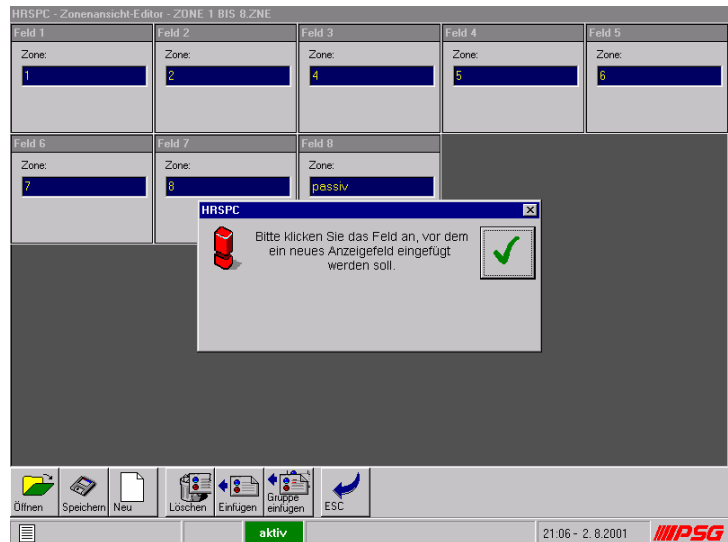 HRSPC - Zonenansicht-Editor - ZONE 1 BIS 8.ZNE
Feld 1
Feld 2
Feld 3
Feld 4
Feld 5
Zone:
Zone:
Zone:
Zone:
Zone:
1
2
4
5
6
Feld 6
Feld 7
Feld 8
Zone:
Zone:
Zone:
7
8
passiv
HRSPC
Bitte klicken Sie das Feld an, vor dem
ein neues Anzeigefeld eingefügt
werden soll.
Öffnen
Speichern
Neu
Löschen
Einfügen
Gruppe
einfügen
ESC
aktiv
21:06 - 2. 8.2001
PSG